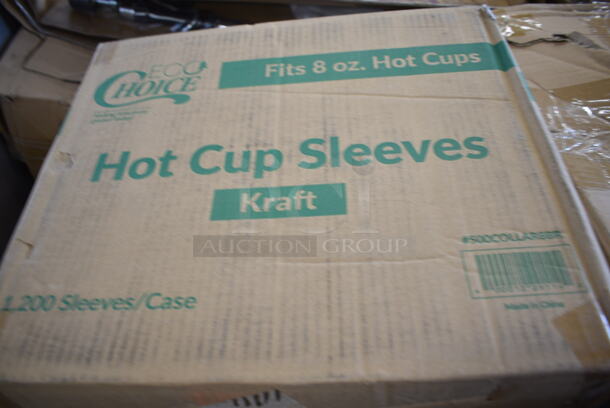 ECO
CHOICE
Fits 8 oz. Hot Cups
Hot Cup Sleeves
Kraft
AUCTION GROUP
1,200 Sleeves/Case
Made in China